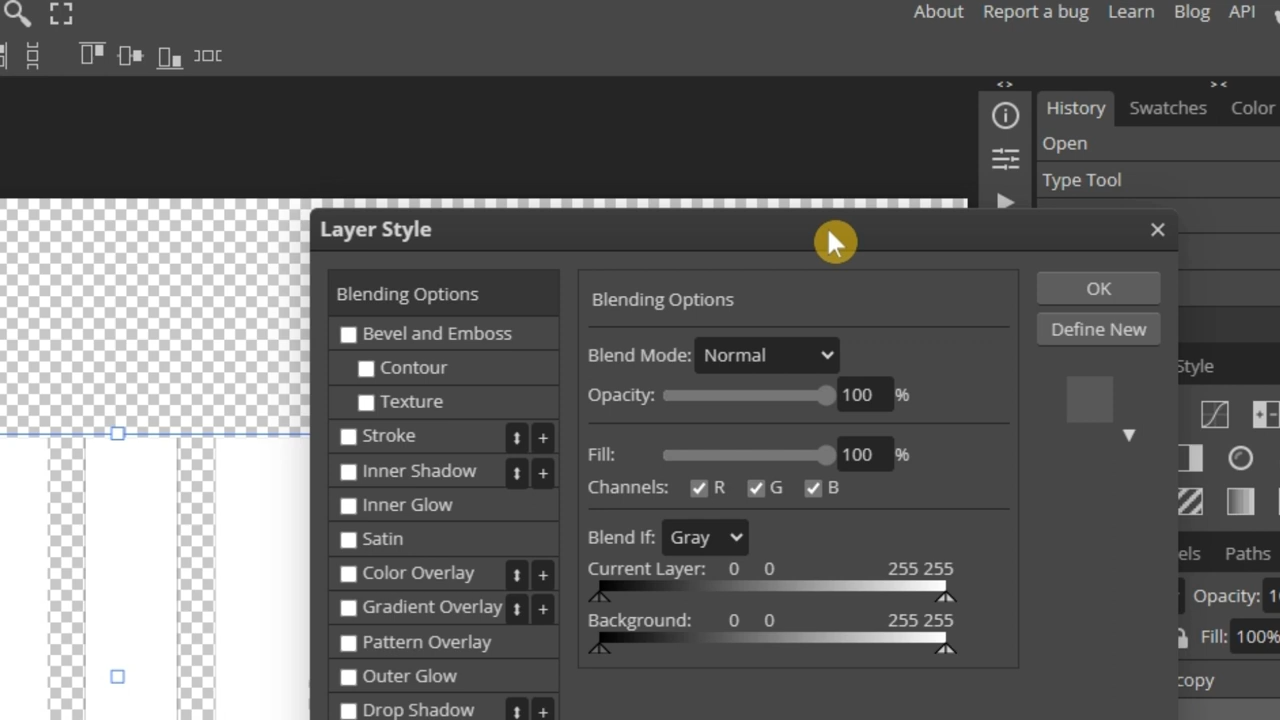 About Report a bug Learn Blog API
History Swatches Color
Open
Type Tool
Layer Style
Blending Options
Bevel and Emboss
Contour
Texture
Stroke
Inner Shadow
Inner Glow
Satin
Color Overlay
Gradient Overlay
Pattern Overlay
Outer Glow
Drop Shadow
Blending Options
Blend Mode: Normal
Opacity: 100 %
Fill: 100 %
Channels: R G B
Blend If: Gray
Current Layer: 0 0 255 255
Background: 0 0 255 255
OK
Define New
Style
els Paths
Opacity: 10
Fill: 100%
copy